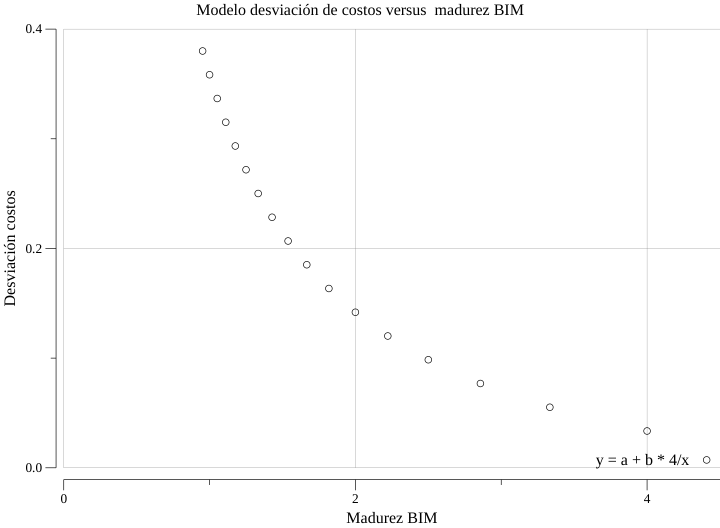 Modelo desviación de costos versus  madurez BIM
0.4
0.2
0.0
Desviación costos
y = a + b * 4/x
0 2 4
Madurez BIM